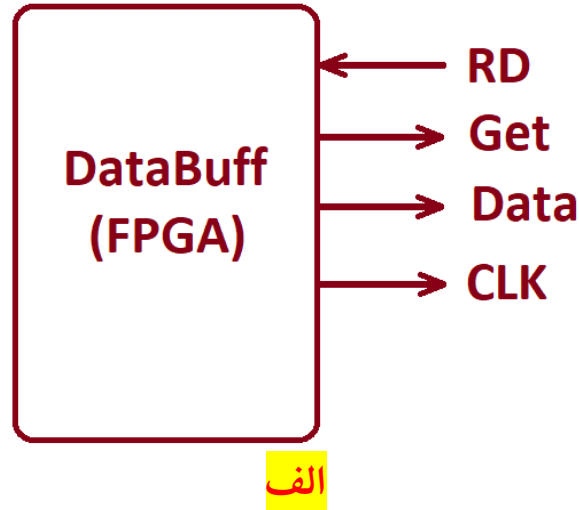 DataBuff
(FPGA)
RD
Get
Data
CLK
الف